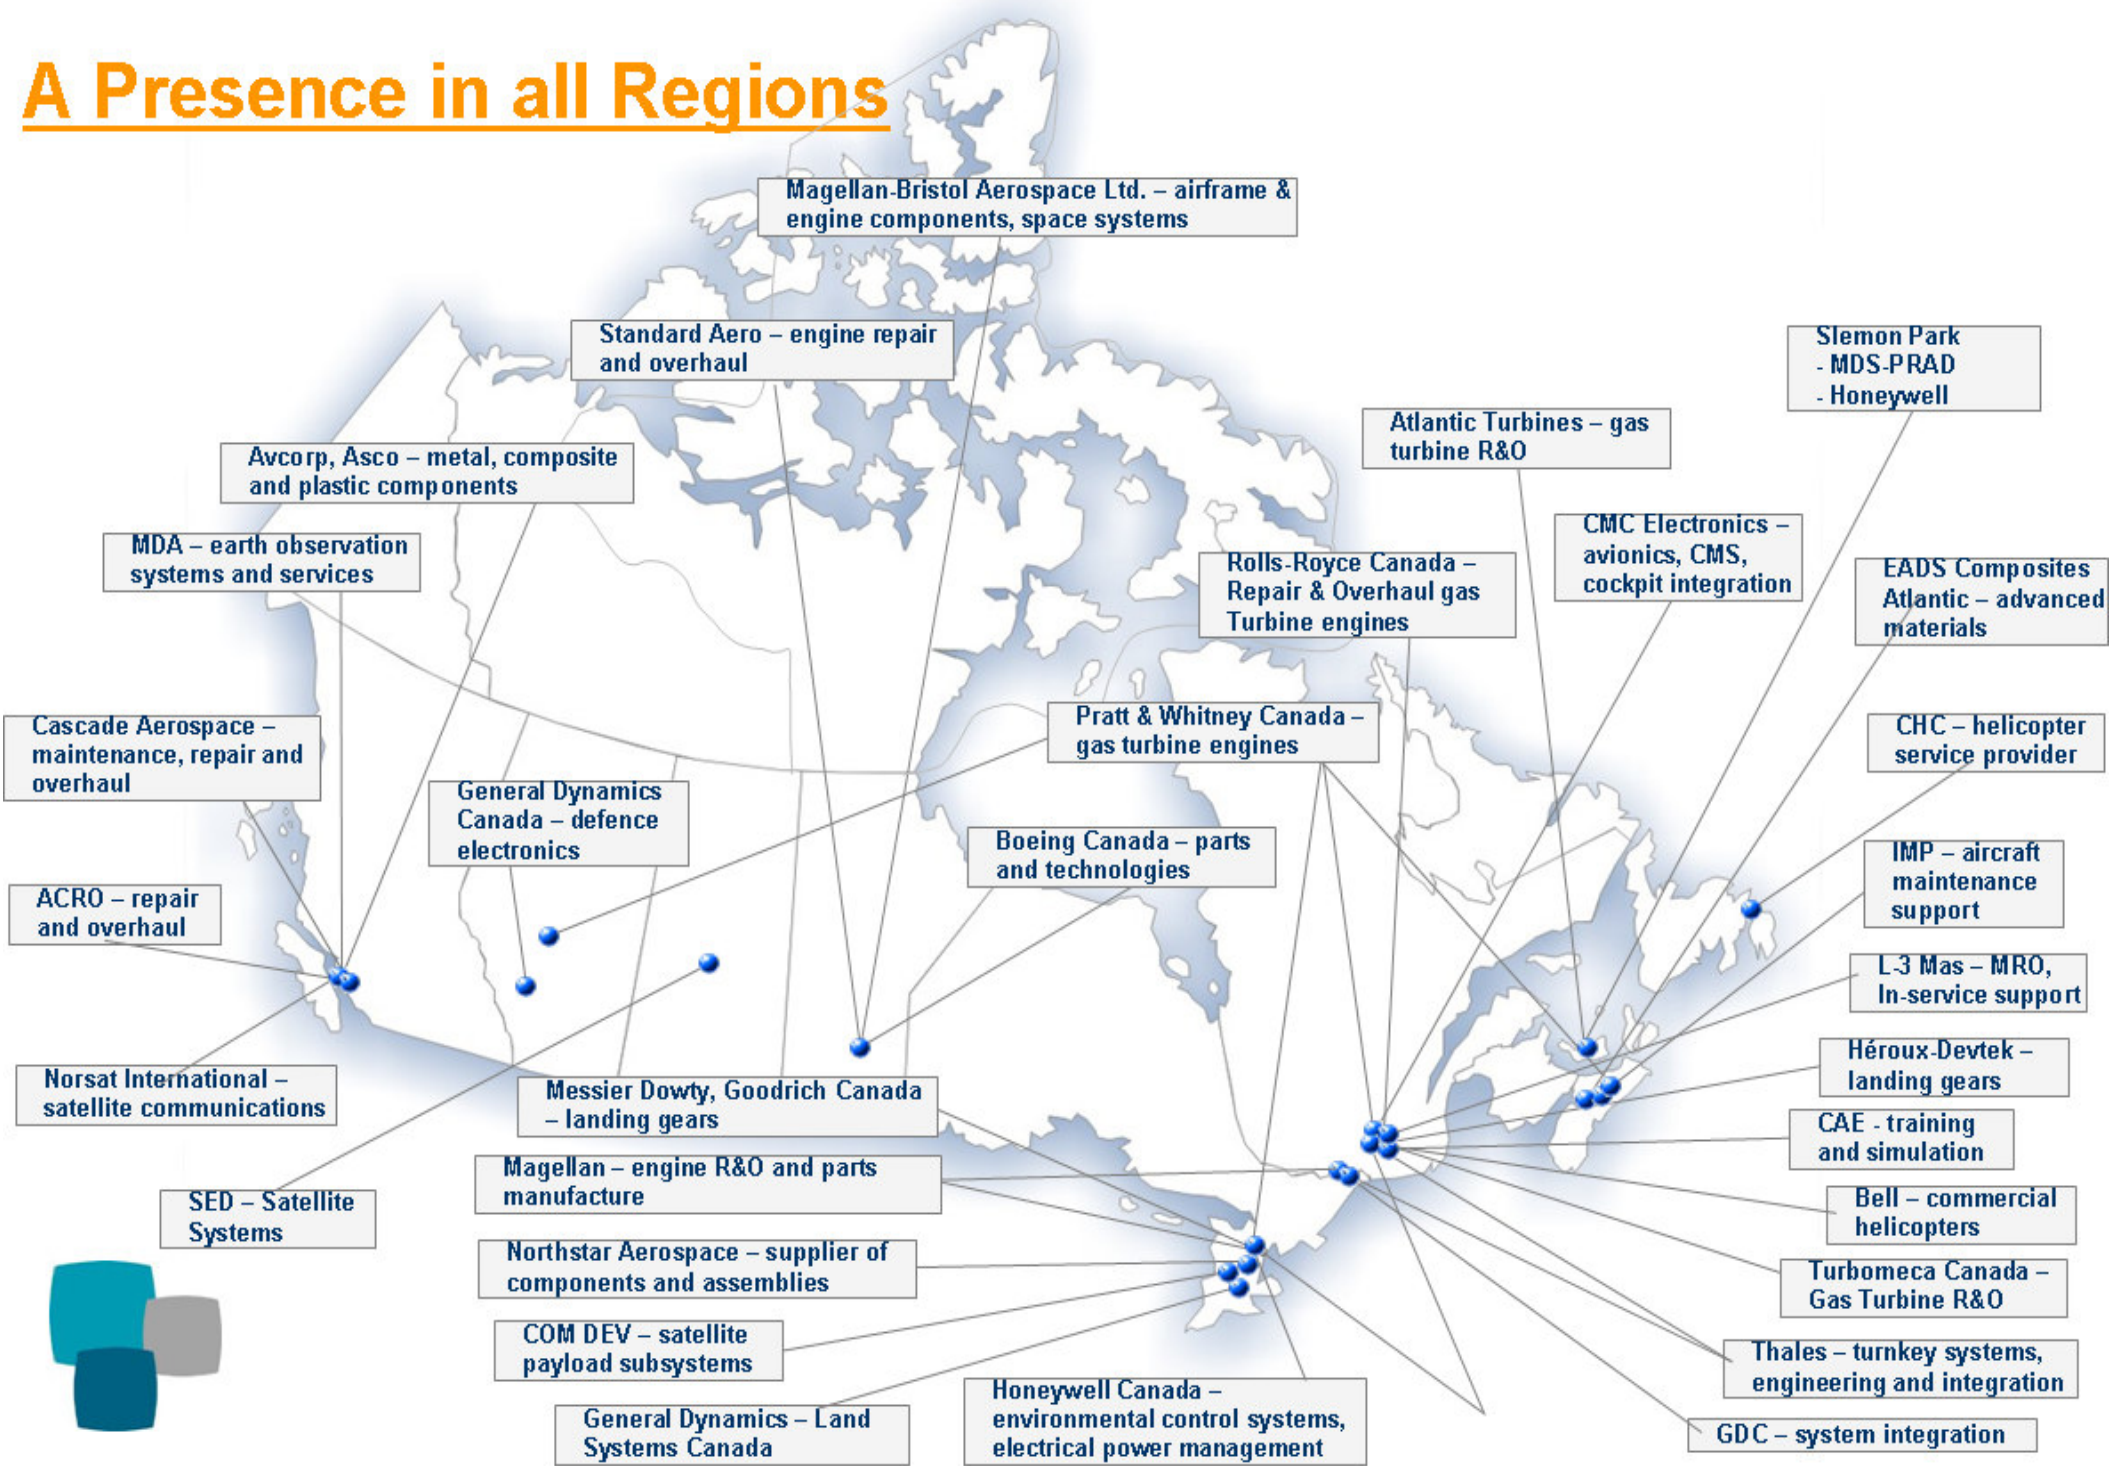 A Presence in all Regions
Magellan-Bristol Aerospace Ltd. – airframe &
engine components, space systems
Standard Aero – engine repair
and overhaul
Slemon Park
- MDS-PRAD
- Honeywell
Atlantic Turbines – gas
turbine R&O
Avcorp, Asco – metal, composite
and plastic components
CMC Electronics –
avionics, CMS,
cockpit integration
MDA – earth observation
systems and services
Rolls-Royce Canada –
Repair & Overhaul gas
Turbine engines
EADS Composites
Atlantic – advanced
materials
Pratt & Whitney Canada –
gas turbine engines
Cascade Aerospace –
maintenance, repair and
overhaul
CHC – helicopter
service provider
General Dynamics
Canada – defence
electronics
Boeing Canada – parts
and technologies
IMP – aircraft
maintenance
support
ACRO – repair
and overhaul
L-3 Mas – MRO,
In-service support
Héroux-Devtek –
landing gears
Norsat International –
satellite communications
Messier Dowty, Goodrich Canada
– landing gears
CAE - training
and simulation
Magellan – engine R&O and parts
manufacture
SED – Satellite
Systems
Bell – commercial
helicopters
Northstar Aerospace – supplier of
components and assemblies
Turbomeca Canada –
Gas Turbine R&O
COM DEV – satellite
payload subsystems
Thales – turnkey systems,
engineering and integration
General Dynamics – Land
Systems Canada
Honeywell Canada –
environmental control systems,
electrical power management
GDC – system integration